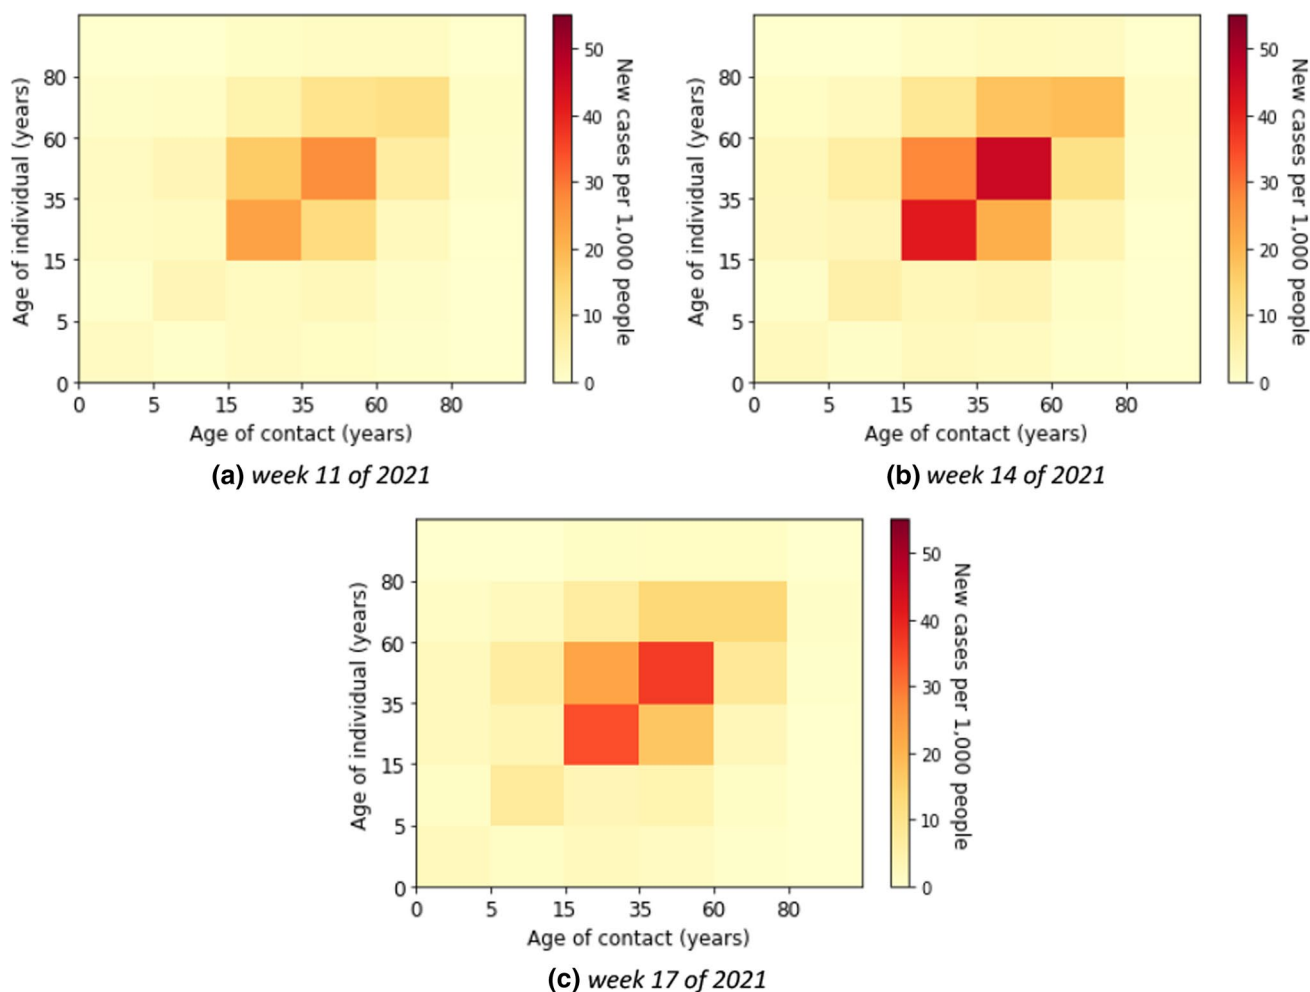 80
60
35
15
5
0
Age of individual (years)
0 5 15 35 60 80
Age of contact (years)
50
40
30
20
10
0
New cases per 1,000 people
(a) week 11 of 2021
80
60
35
15
5
0
Age of individual (years)
0 5 15 35 60 80
Age of contact (years)
50
40
30
20
10
0
New cases per 1,000 people
(b) week 14 of 2021
80
60
35
15
5
0
Age of individual (years)
0 5 15 35 60 80
Age of contact (years)
50
40
30
20
10
0
New cases per 1,000 people
(c) week 17 of 2021